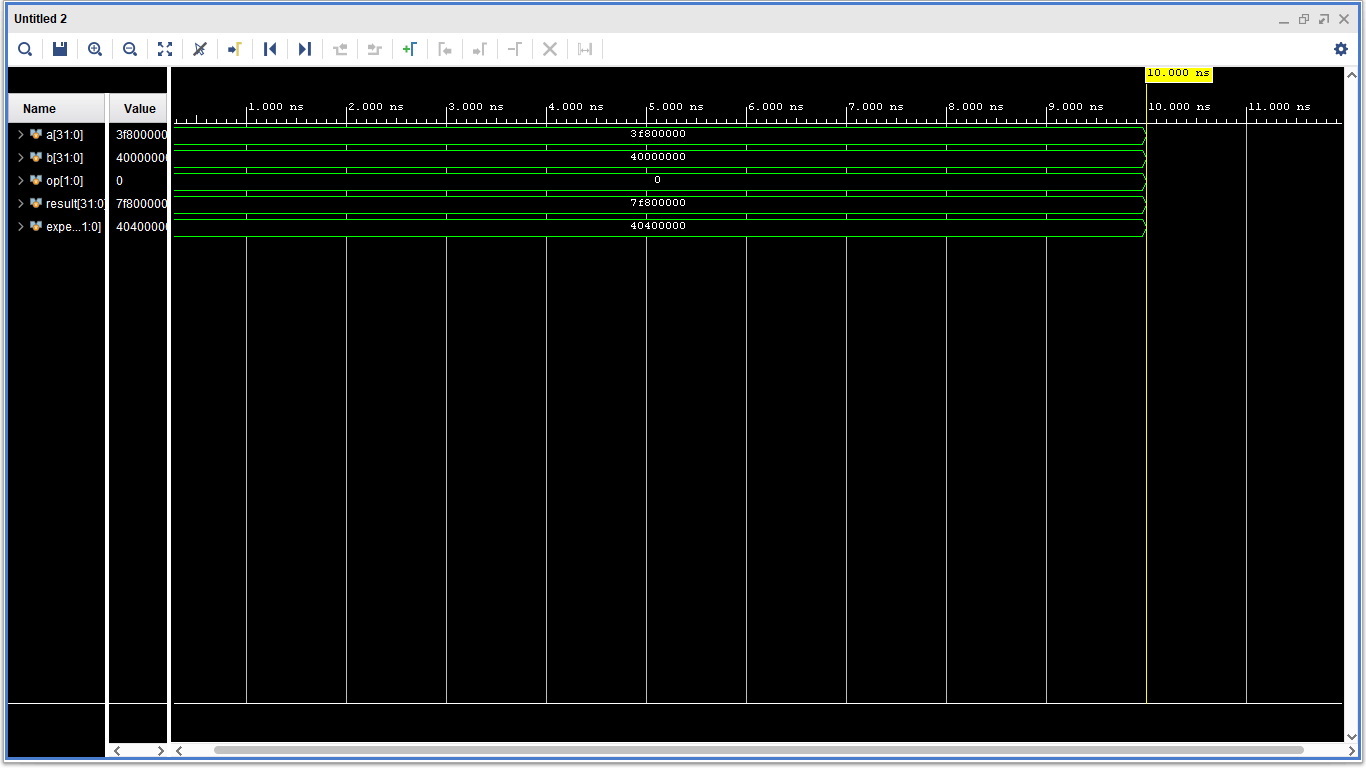 Untitled 2
10.000 ns
Name Value
1.000 ns 2.000 ns 3.000 ns 4.000 ns 5.000 ns 6.000 ns 7.000 ns 8.000 ns 9.000 ns 10.000 ns 11.000 ns
a[31:0] 3f800000 3f800000
b[31:0] 40000000 40000000
op[1:0] 0 0
result[31:0] 7f800000 7f800000
expe...1:0] 40400000 40400000